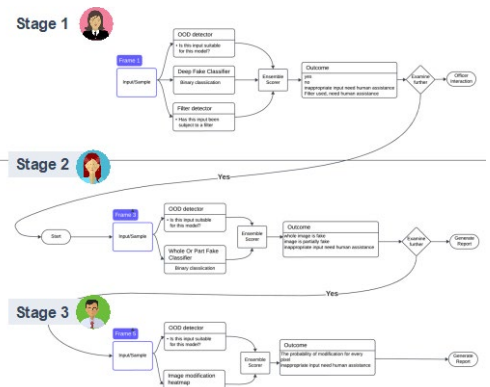 Stage 1
Frame 1
Input/Sample
OOD detector
• Is this input suitable
for this model?
Deep Fake Classifier
Binary classification
Filter detector
• Has this input been
subject to a filter
Ensemble
Scorer
Outcome
yes
no
inappropriate input need human assistance
Filter used, need human assistance
Examine
further
Officer
Interaction
Stage 2
Yes
Start
Frame 3
Input/Sample
OOD detector
• Is this input suitable
for this model?
Whole Or Part Fake
Classifier
Binary classification
Ensemble
Scorer
Outcome
whole image is fake
image is partially fake
inappropriate input need human assistance
Examine
further
Generate
Report
Yes
Stage 3
Input/Sample
OOD detector
• Is this input suitable
for this model?
Image modification
heatmap
Ensemble
Scorer
Outcome
The probability of modification for every
pixel
inappropriate input need human assistance
Generate
Report